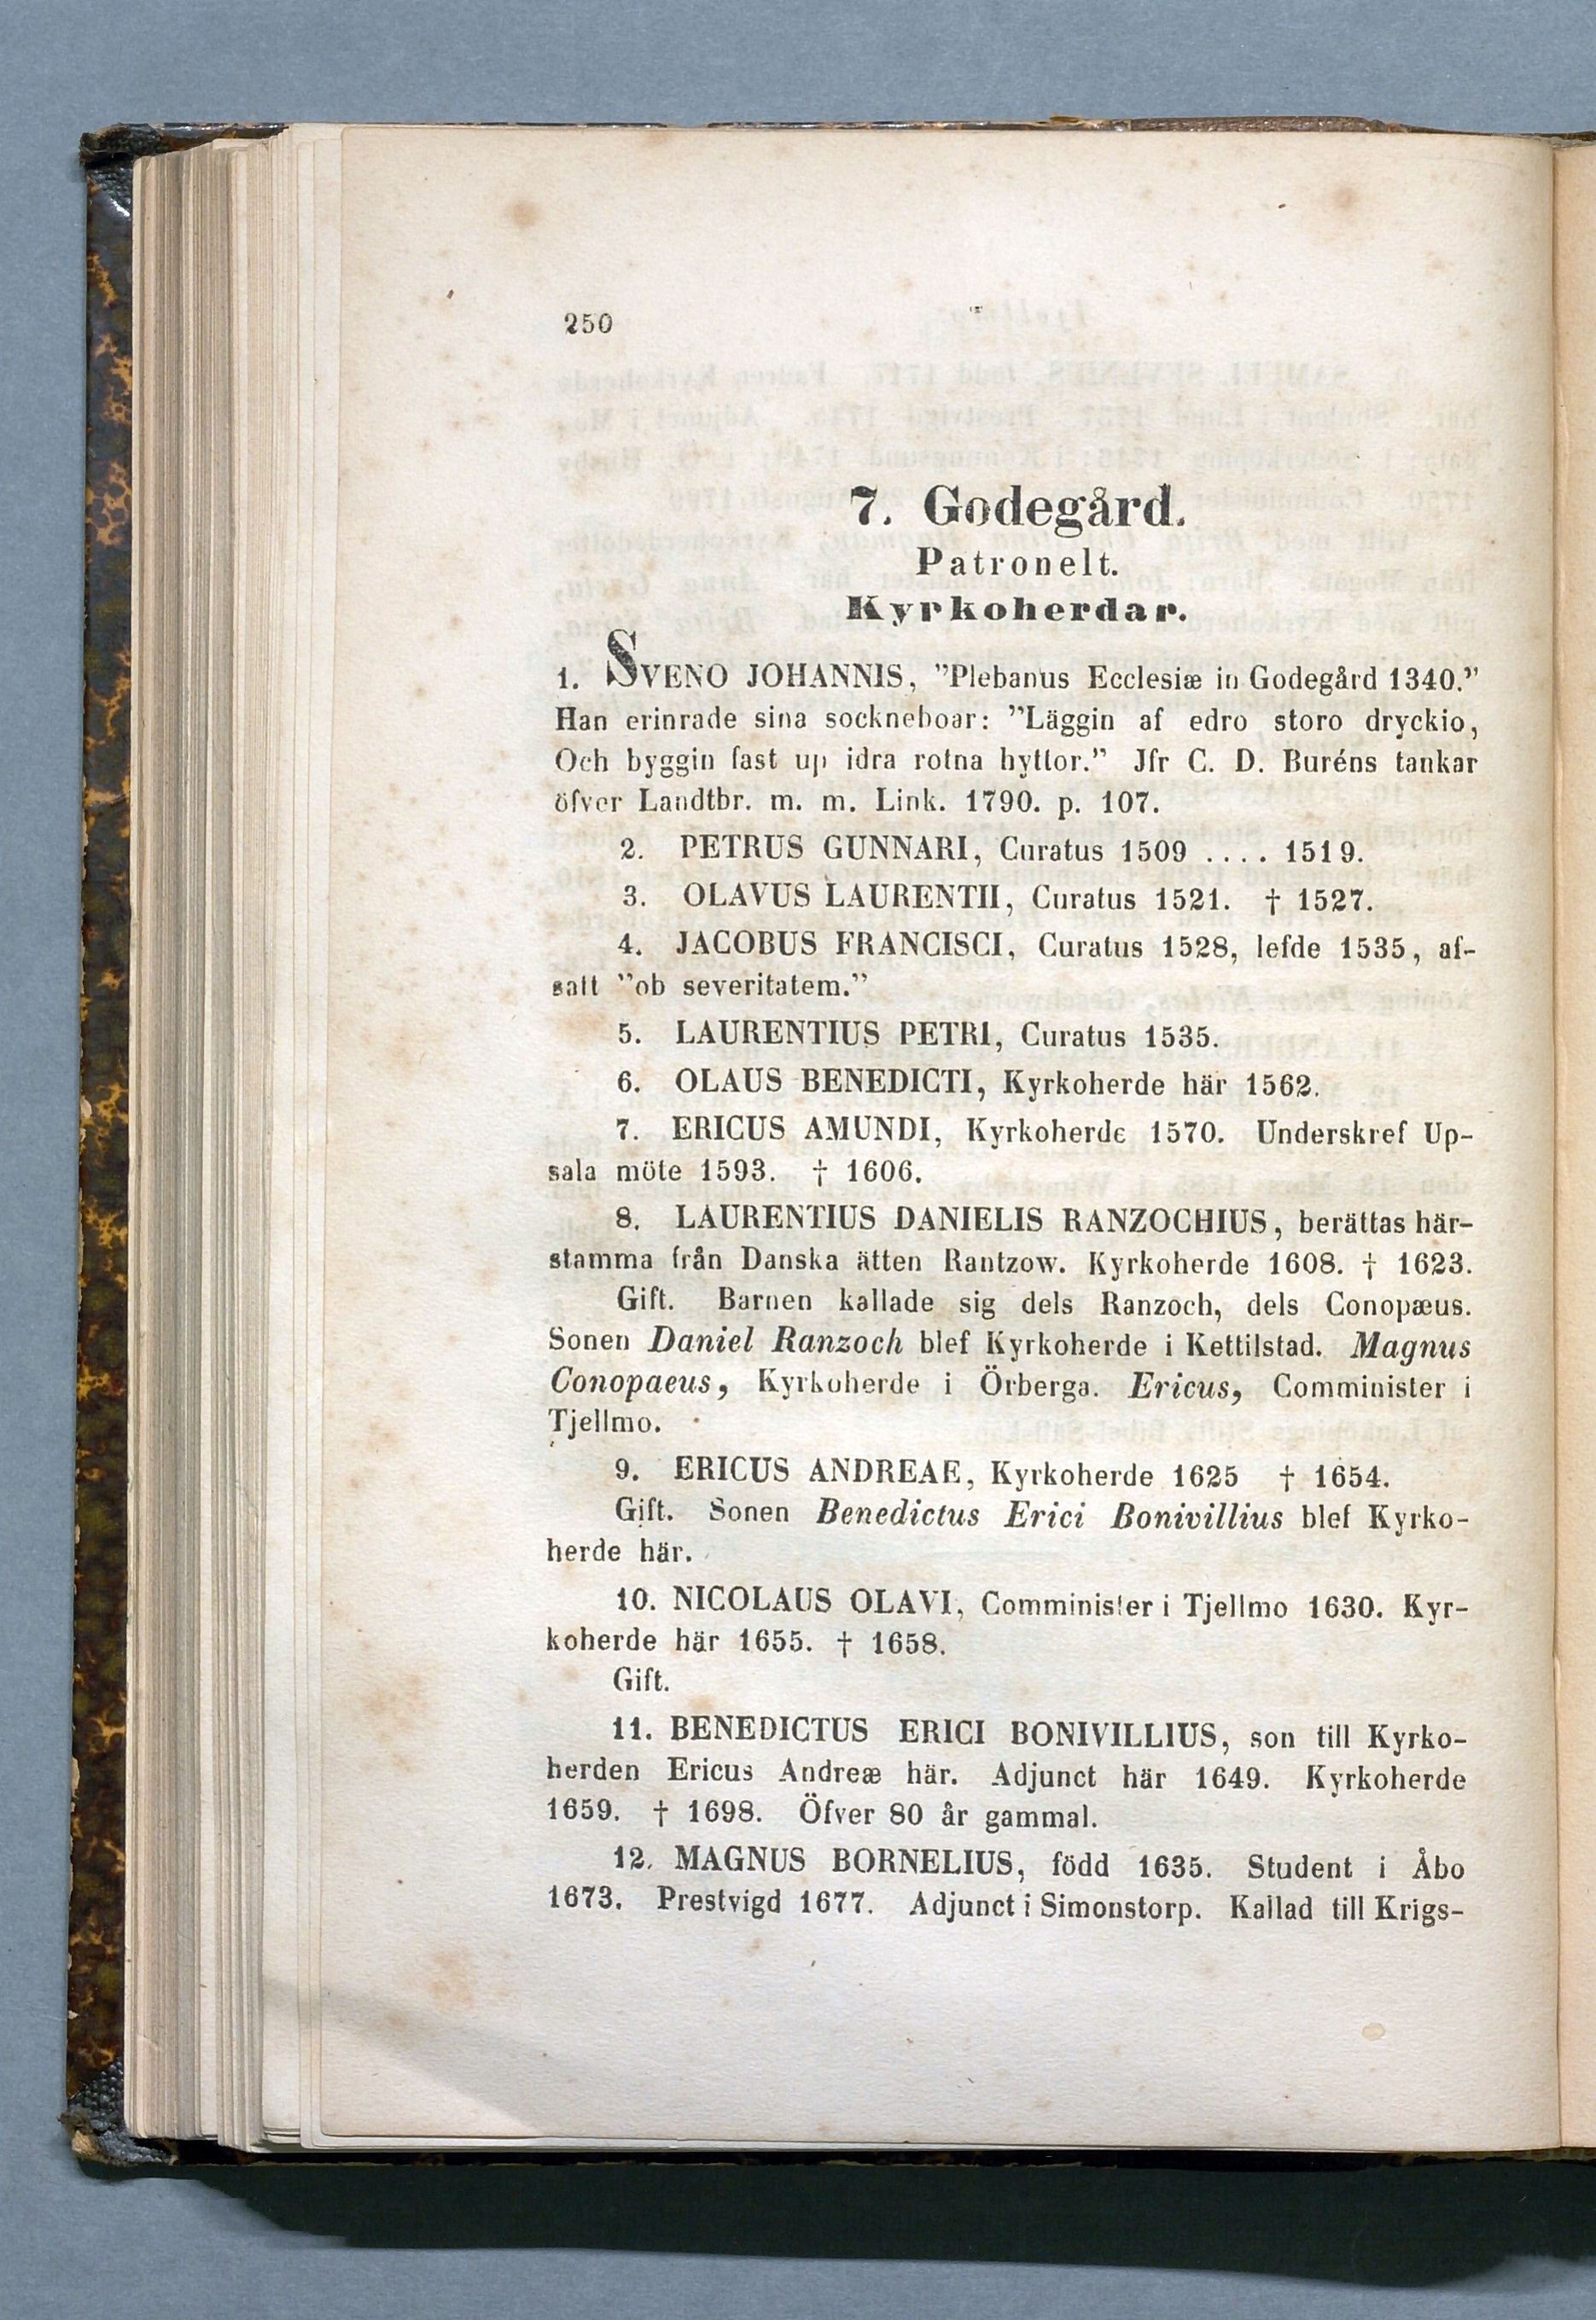 250
7. Godegård.
Patronelt.
Kyrkoherdar.
1. SVENO JOHANNIS, ”Plebanus Ecclesiæ in Godegård 1340.”
Han erinrade sina sockneboar: ”Läggin af edro storo dryckio,
Och byggin fast up idra rotna hyttor.” Jfr C. D. Buréns tankar
öfver Landtbr. m. m. Link. 1790. p. 107.
2. PETRUS GUNNARI, Curatus 1509 .... 1519.
3. OLAVUS LAURENTII, Curatus 1521. † 1527.
4. JACOBUS FRANCISCI, Curatus 1528, lefde 1535, af-
satt ”ob severitatem.”
5. LAURENTIUS PETRI, Curatus 1535.
6. OLAUS BENEDICTI, Kyrkoherde här 1562.
7. ERICUS AMUNDI, Kyrkoherde 1570. Underskref Up-
sala möte 1593. † 1606.
8. LAURENTIUS DANIELIS RANZOCHIUS, berättas här-
stamma från Danska ätten Rantzow. Kyrkoherde 1608. † 1623.
Gift. Barnen kallade sig dels Ranzoch, dels Conopæus.
Sonen Daniel Ranzoch blef Kyrkoherde i Kettilstad. Magnus
Conopaeus, Kyrkoherde i Örberga. Ericus, Comminister i
Tjellmo.
9. ERICUS ANDREAE, Kyrkoherde 1625 † 1654.
Gift. Sonen Benedictus Erici Bonivillius blef Kyrko-
herde här.
10. NICOLAUS OLAVI, Comminister i Tjellmo 1630. Kyr-
koherde här 1655. † 1658.
Gift.
11. BENEDICTUS ERICI BONIVILLIUS, son till Kyrko-
herden Ericus Andreæ här. Adjunct här 1649. Kyrkoherde
1659. † 1698. Öfver 80 år gammal.
12. MAGNUS BORNELIUS, född 1635. Student i Åbo
1673. Prestvigd 1677. Adjunct i Simonstorp. Kallad till Krigs-